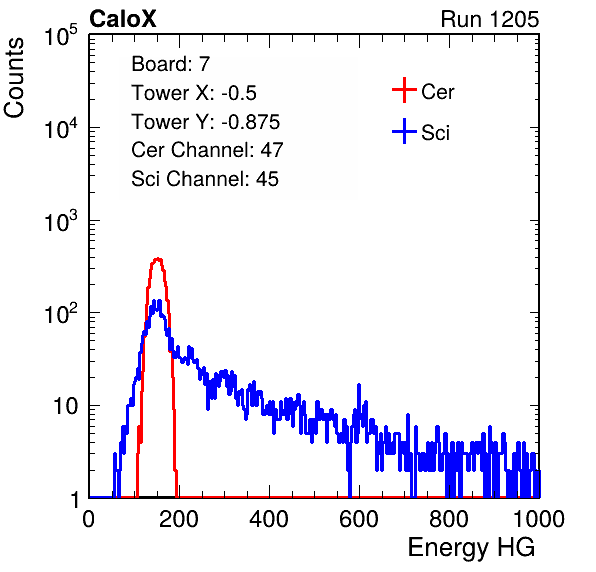 CaloX Run 1205
Counts
Board: 7
Tower X: -0.5
Tower Y: -0.875
Cer Channel: 47
Sci Channel: 45
Cer
Sci
10^5
10^4
10^3
10^2
10
1
0 200 400 600 800 1000
Energy HG